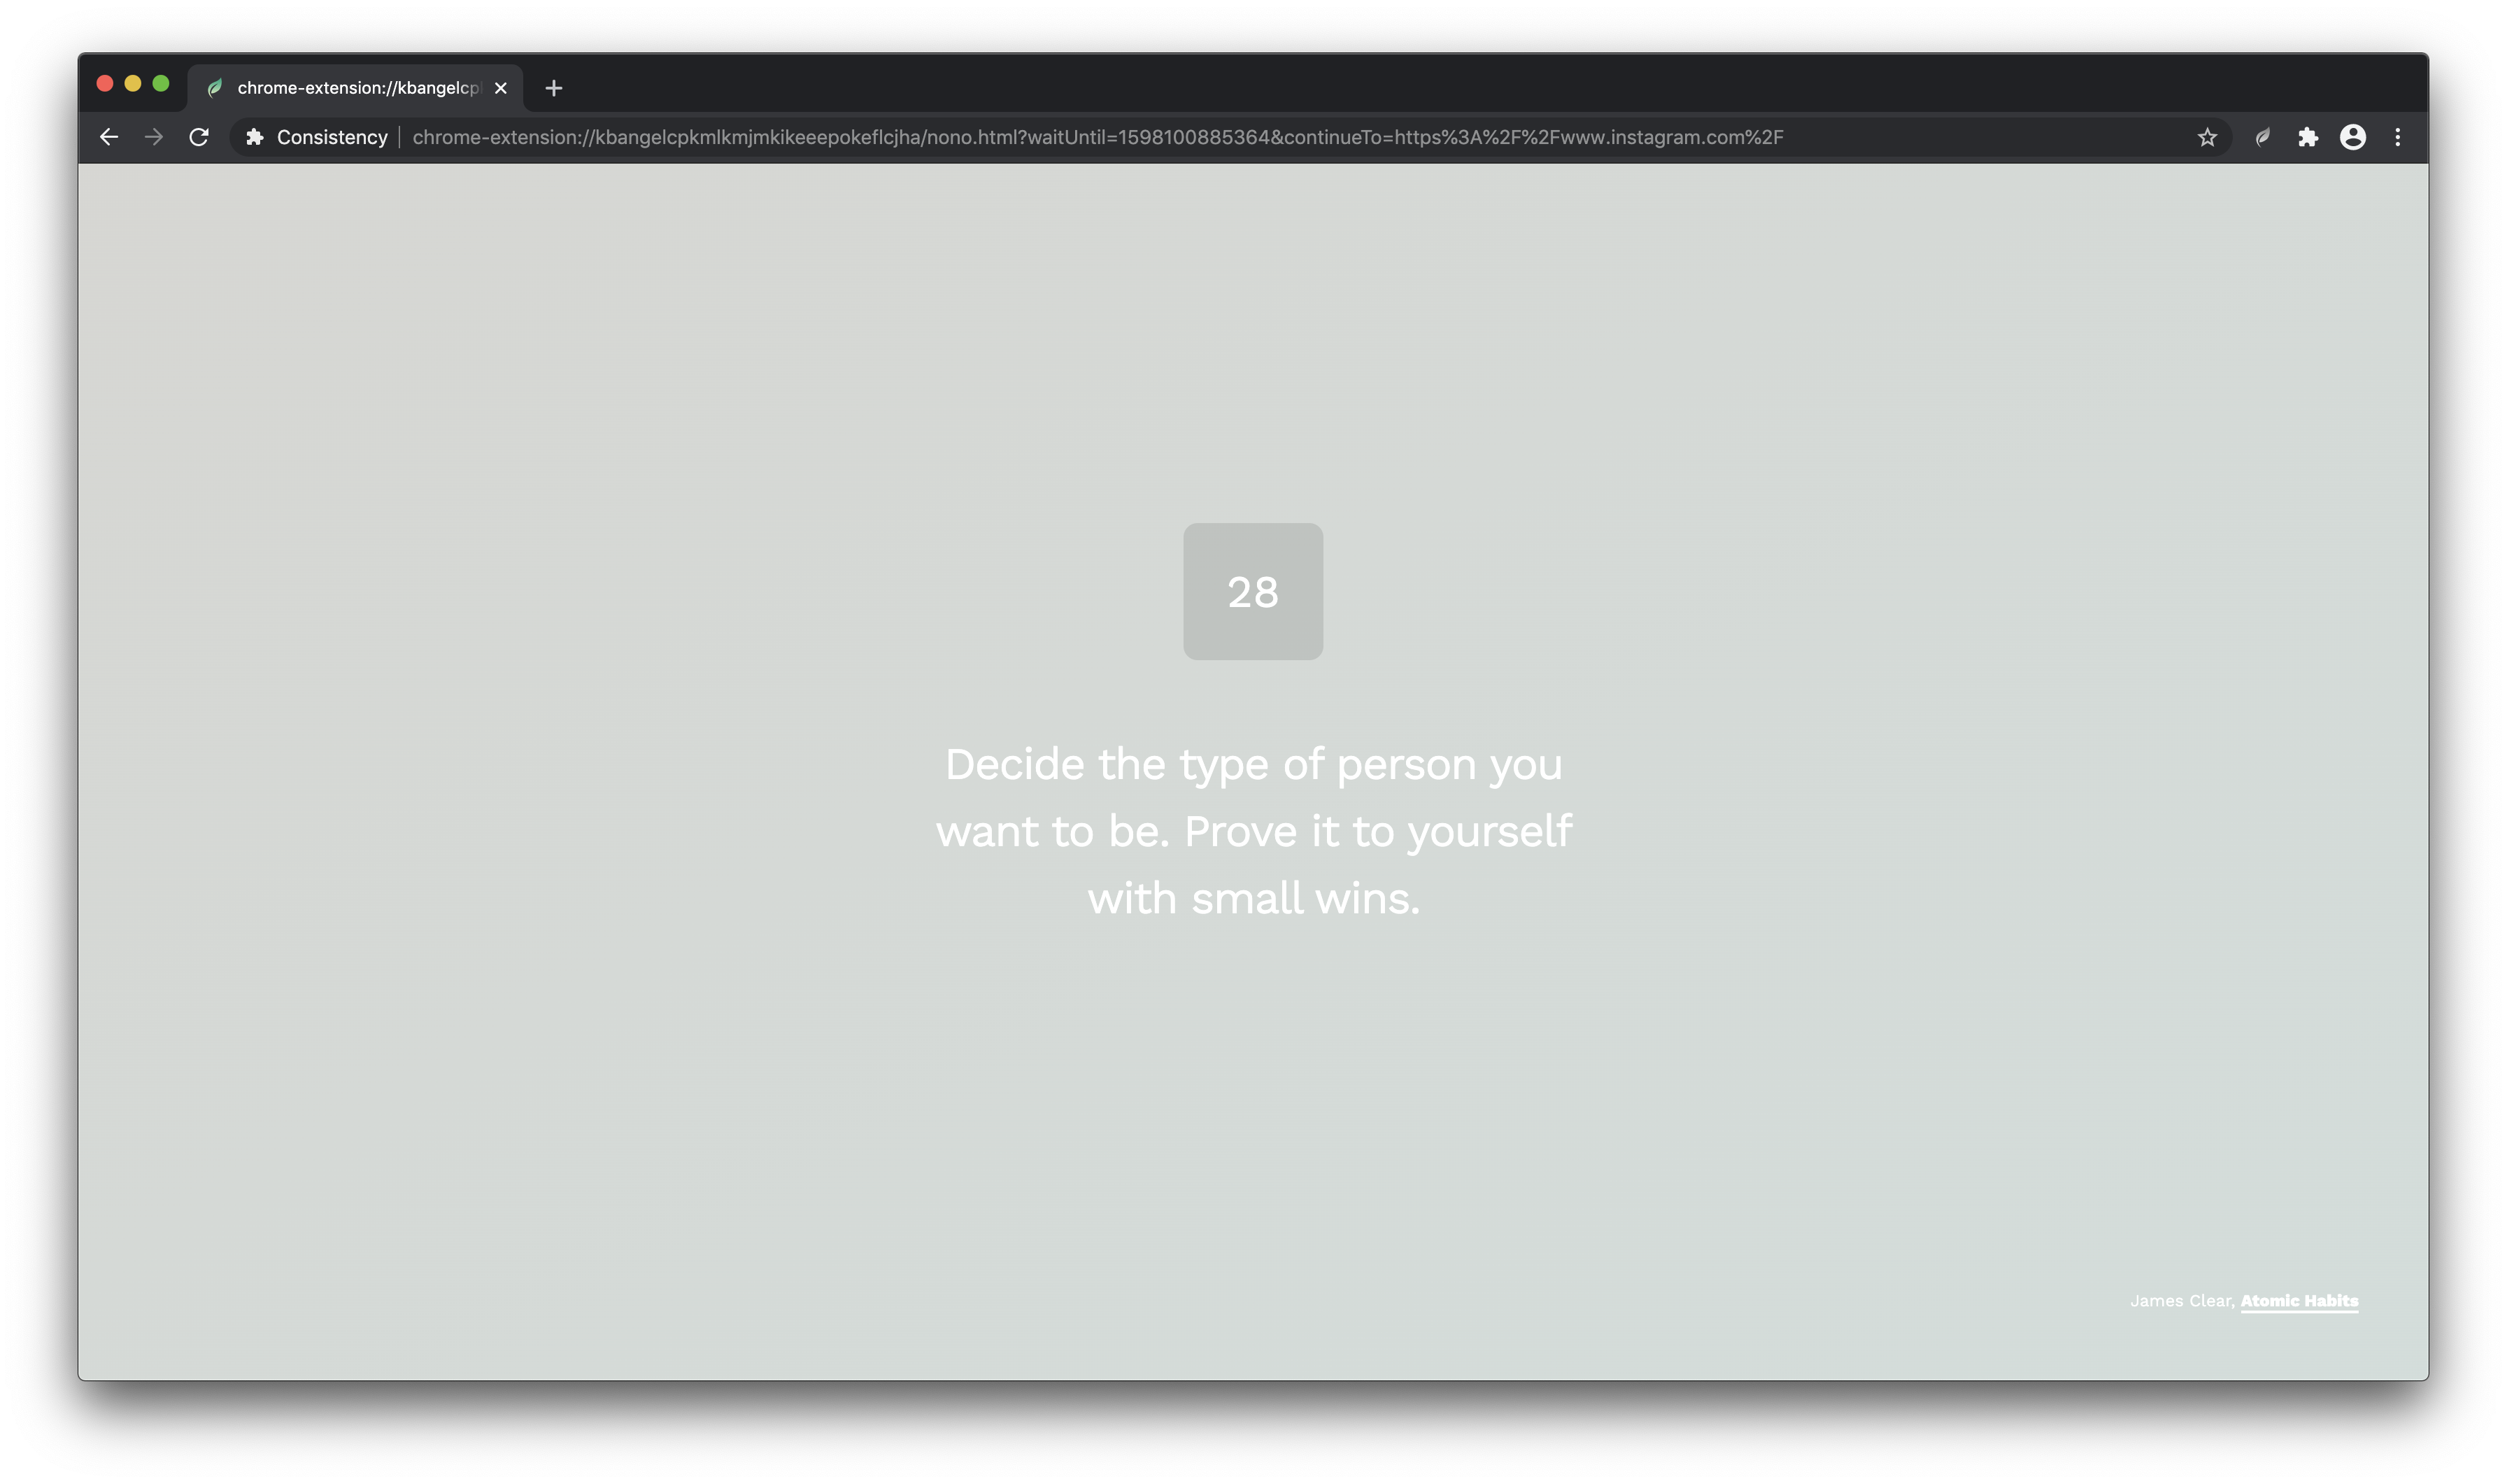 chrome-extension://kbangelcp
Consistency
chrome-extension://kbangelcpkmlkmjmkikeeepokeflcjha/nono.html?waitUntil=1598100885364&continueTo=https%3A%2F%2Fwww.instagram.com%2F
28
Decide the type of person you
want to be. Prove it to yourself
with small wins.
James Clear, Atomic Habits